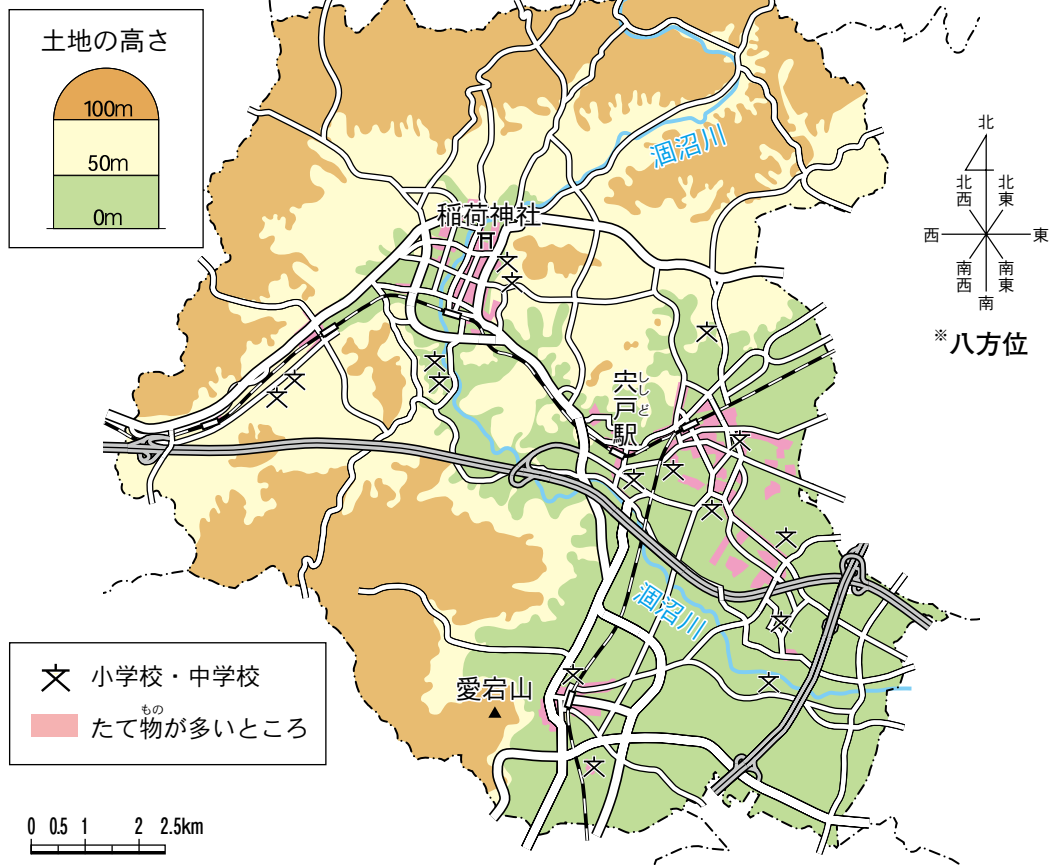 土地の高さ
100m
50m
0m
涸沼川
稲荷神社
北
北西
北東
西
東
南西
南東
南
※八方位
宍戸駅
しし
ど
涸沼川
愛宕山
小学校・中学校
もの
たて物が多いところ
0 0.5 1 2 2.5km